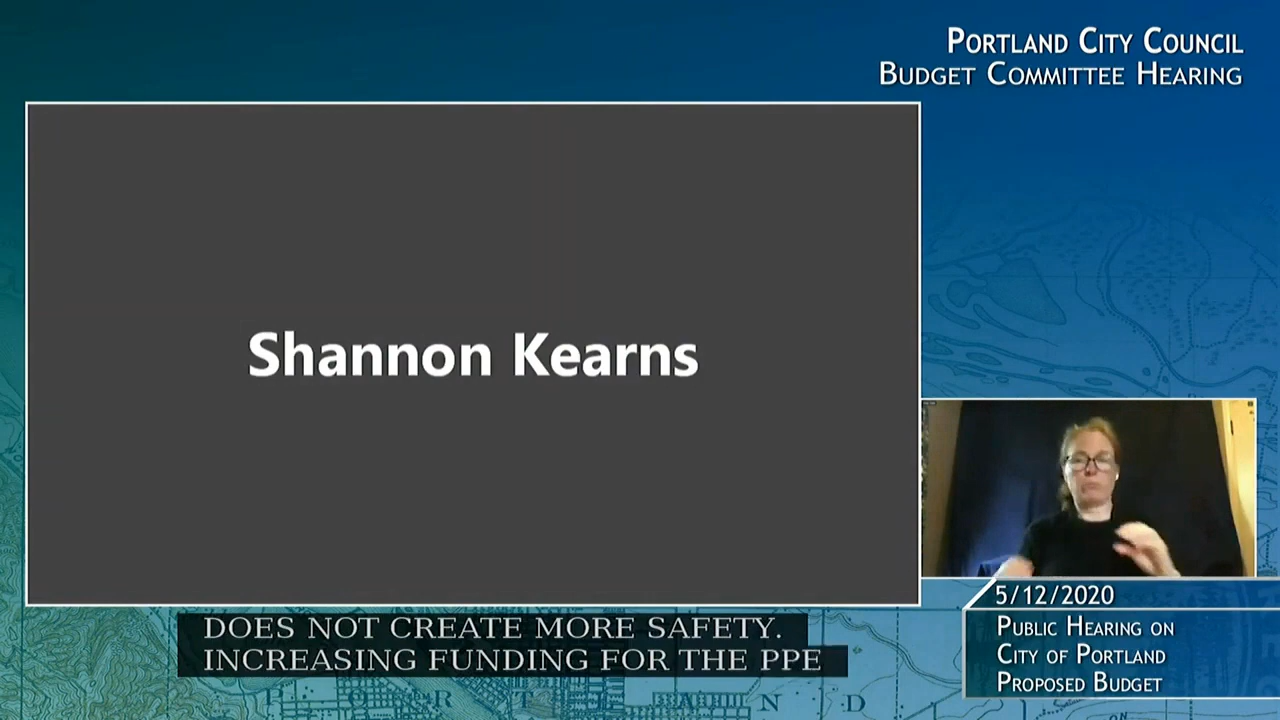 PORTLAND CITY COUNCIL
BUDGET COMMITTEE HEARING
Shannon Kearns
DOES NOT CREATE MORE SAFETY.
INCREASING FUNDING FOR THE PPE
5/12/2020
PUBLIC HEARING ON
CITY OF PORTLAND
PROPOSED BUDGET